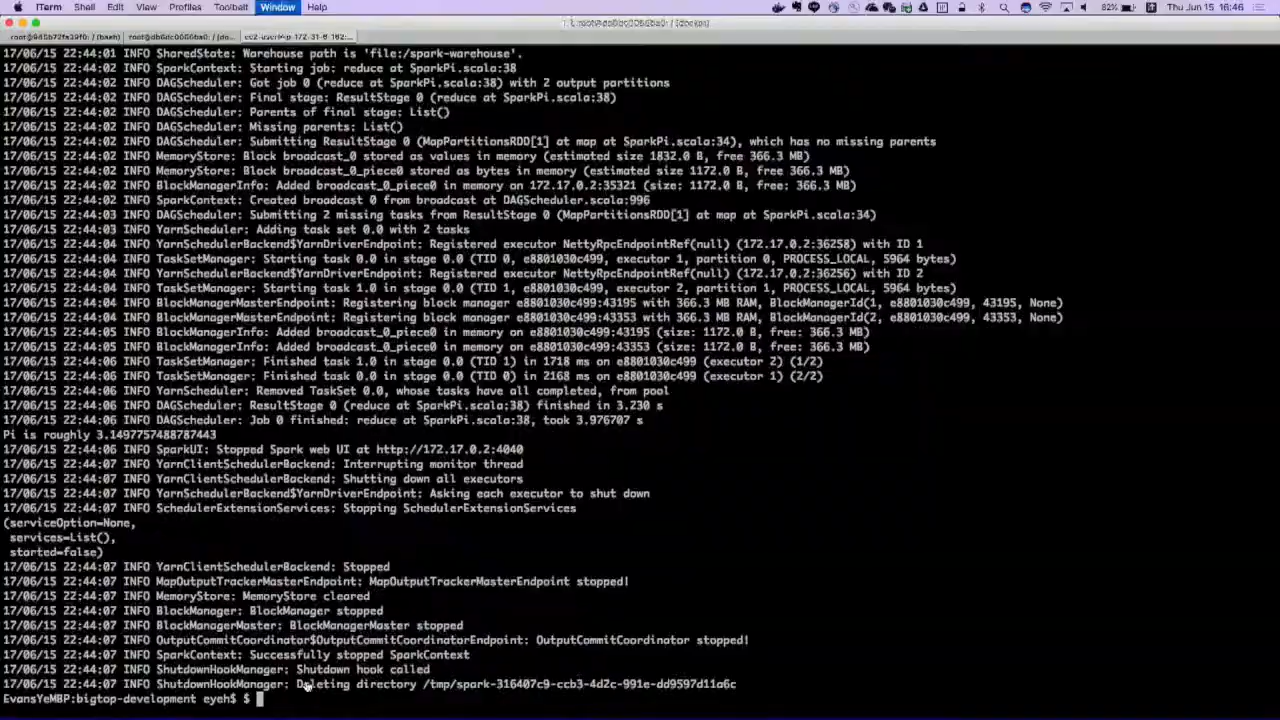 iTerm Shell Edit View Profiles Toolbelt Window Help 82% Thu Jun 15 16:46
17/06/15 22:44:01 INFO SharedState: Warehouse path is 'file:/spark-warehouse'.
17/06/15 22:44:02 INFO SparkContext: Starting job: reduce at SparkPi.scala:38
17/06/15 22:44:02 INFO DAGScheduler: Got job 0 (reduce at SparkPi.scala:38) with 2 output partitions
17/06/15 22:44:02 INFO DAGScheduler: Final stage: ResultStage 0 (reduce at SparkPi.scala:38)
17/06/15 22:44:02 INFO DAGScheduler: Parents of final stage: List()
17/06/15 22:44:02 INFO DAGScheduler: Missing parents: List()
17/06/15 22:44:02 INFO DAGScheduler: Submitting ResultStage 0 (MapPartitionsRDD[1] at map at SparkPi.scala:34), which has no missing parents
17/06/15 22:44:02 INFO MemoryStore: Block broadcast_0 stored as values in memory (estimated size 1832.0 B, free 366.3 MB)
17/06/15 22:44:02 INFO MemoryStore: Block broadcast_0_piece0 stored as bytes in memory (estimated size 1172.0 B, free 366.3 MB)
17/06/15 22:44:02 INFO BlockManagerInfo: Added broadcast_0_piece0 in memory on 172.17.0.2:35321 (size: 1172.0 B, free: 366.3 MB)
17/06/15 22:44:02 INFO SparkContext: Created broadcast 0 from broadcast at DAGScheduler.scala:996
17/06/15 22:44:03 INFO DAGScheduler: Submitting 2 missing tasks from ResultStage 0 (MapPartitionsRDD[1] at map at SparkPi.scala:34)
17/06/15 22:44:03 INFO YarnScheduler: Adding task set 0.0 with 2 tasks
17/06/15 22:44:04 INFO YarnSchedulerBackend$YarnDriverEndpoint: Registered executor NettyRpcEndpointRef(null) (172.17.0.2:36258) with ID 1
17/06/15 22:44:04 INFO TaskSetManager: Starting task 0.0 in stage 0.0 (TID 0, e8801030c499, executor 1, partition 0, PROCESS_LOCAL, 5964 bytes)
17/06/15 22:44:04 INFO YarnSchedulerBackend$YarnDriverEndpoint: Registered executor NettyRpcEndpointRef(null) (172.17.0.2:36256) with ID 2
17/06/15 22:44:04 INFO TaskSetManager: Starting task 1.0 in stage 0.0 (TID 1, e8801030c499, executor 2, partition 1, PROCESS_LOCAL, 5964 bytes)
17/06/15 22:44:04 INFO BlockManagerMasterEndpoint: Registering block manager e8801030c499:43195 with 366.3 MB RAM, BlockManagerId(1, e8801030c499, 43195, None)
17/06/15 22:44:04 INFO BlockManagerMasterEndpoint: Registering block manager e8801030c499:43353 with 366.3 MB RAM, BlockManagerId(2, e8801030c499, 43353, None)
17/06/15 22:44:05 INFO BlockManagerInfo: Added broadcast_0_piece0 in memory on e8801030c499:43195 (size: 1172.0 B, free: 366.3 MB)
17/06/15 22:44:05 INFO BlockManagerInfo: Added broadcast_0_piece0 in memory on e8801030c499:43353 (size: 1172.0 B, free: 366.3 MB)
17/06/15 22:44:06 INFO TaskSetManager: Finished task 1.0 in stage 0.0 (TID 1) in 1718 ms on e8801030c499 (executor 2) (1/2)
17/06/15 22:44:06 INFO TaskSetManager: Finished task 0.0 in stage 0.0 (TID 0) in 2168 ms on e8801030c499 (executor 1) (2/2)
17/06/15 22:44:06 INFO YarnScheduler: Removed TaskSet 0.0, whose tasks have all completed, from pool
17/06/15 22:44:06 INFO DAGScheduler: ResultStage 0 (reduce at SparkPi.scala:38) finished in 3.230 s
17/06/15 22:44:06 INFO DAGScheduler: Job 0 finished: reduce at SparkPi.scala:38, took 3.976707 s
Pi is roughly 3.1497757488787443
17/06/15 22:44:06 INFO SparkUI: Stopped Spark web UI at http://172.17.0.2:4040
17/06/15 22:44:07 INFO YarnClientSchedulerBackend: Interrupting monitor thread
17/06/15 22:44:07 INFO YarnClientSchedulerBackend: Shutting down all executors
17/06/15 22:44:07 INFO YarnSchedulerBackend$YarnDriverEndpoint: Asking each executor to shut down
17/06/15 22:44:07 INFO SchedulerExtensionServices: Stopping SchedulerExtensionServices
(serviceOption=None,
services=List(),
started=false)
17/06/15 22:44:07 INFO YarnClientSchedulerBackend: Stopped
17/06/15 22:44:07 INFO MapOutputTrackerMasterEndpoint: MapOutputTrackerMasterEndpoint stopped!
17/06/15 22:44:07 INFO MemoryStore: MemoryStore cleared
17/06/15 22:44:07 INFO BlockManager: BlockManager stopped
17/06/15 22:44:07 INFO BlockManagerMaster: BlockManagerMaster stopped
17/06/15 22:44:07 INFO OutputCommitCoordinator$OutputCommitCoordinatorEndpoint: OutputCommitCoordinator stopped!
17/06/15 22:44:07 INFO SparkContext: Successfully stopped SparkContext
17/06/15 22:44:07 INFO ShutdownHookManager: Shutdown hook called
17/06/15 22:44:07 INFO ShutdownHookManager: Deleting directory /tmp/spark-316407c9-ccb3-4d2c-991e-dd9597d11a6c
EvansYeMBP:bigtop-development eyeh$ $